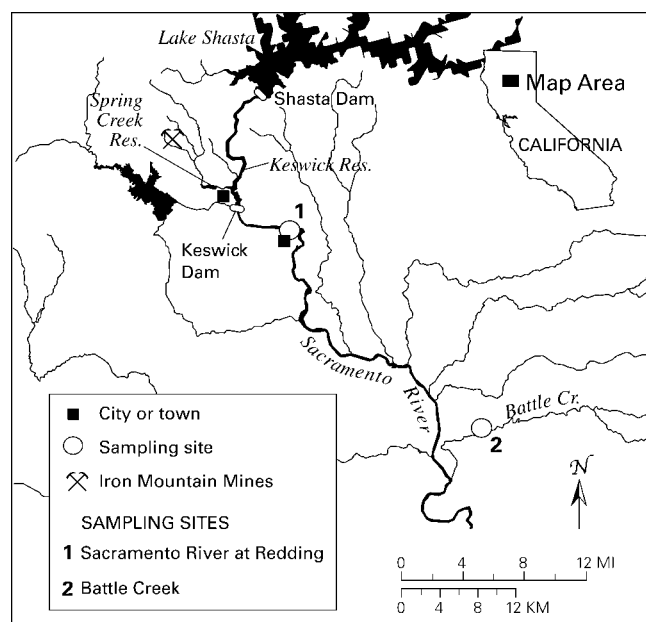 Lake Shasta
Shasta Dam
Map Area
CALIFORNIA
Spring
Creek
Res.
Keswick Res.
1
Keswick
Dam
Sacramento
River
Battle Cr.
2
N
City or town
Sampling site
Iron Mountain Mines
SAMPLING SITES
1 Sacramento River at Redding
2 Battle Creek
0 4 8 12 MI
0 4 8 12 KM